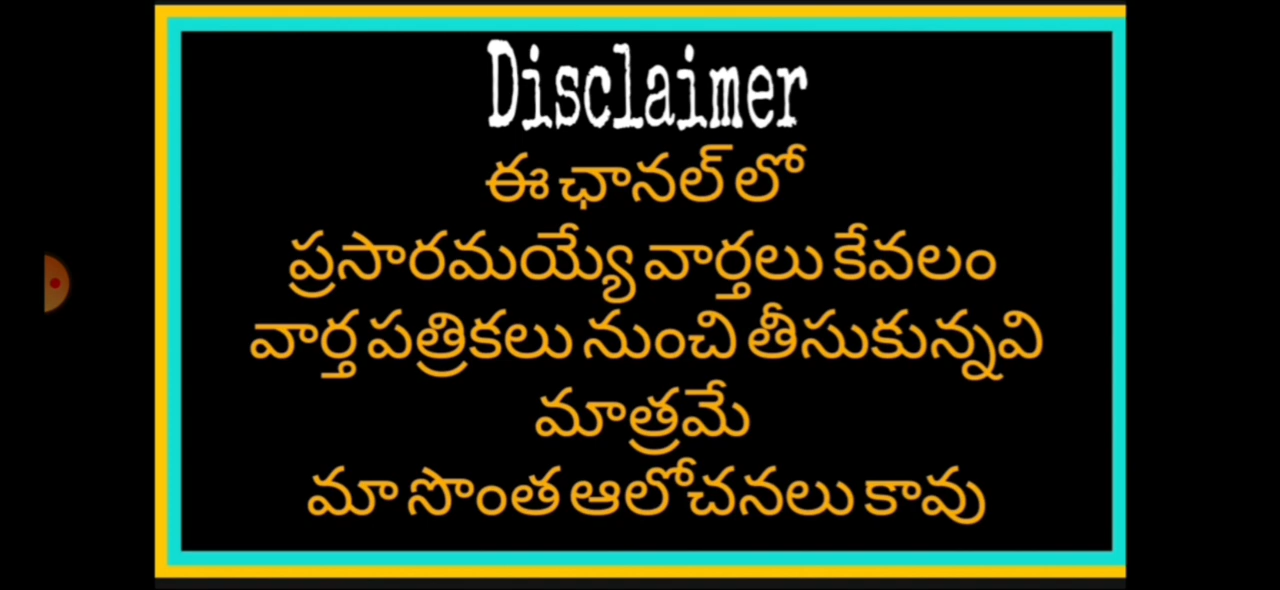 Disclaimer
ఈ ఛానల్ లో
ప్రసారమయ్యే వార్తలు కేవలం
వార్త పత్రికలు నుంచి తీసుకున్నవి
మాత్రమే
మా సొంత ఆలోచనలు కావు